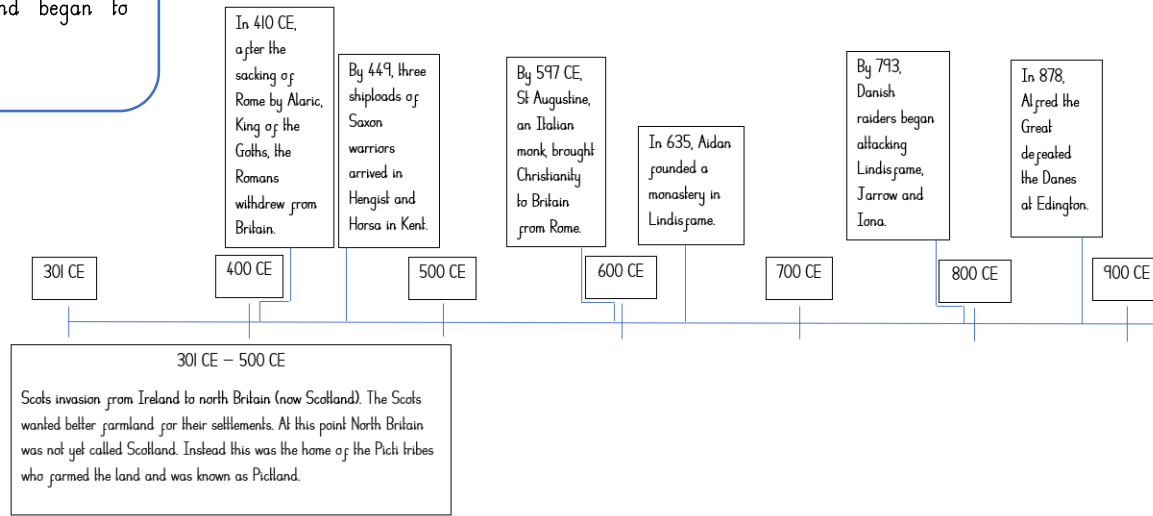 nd began to
In 410 CE,
after the
sacking of
Rome by Alaric,
King of the
Goths, the
Romans
withdrew from
Britain.
By 449, three
shiploads of
Saxon
warriors
arrived in
Hengist and
Horsa in Kent.
By 597 CE,
St Augustine,
an Italian
monk, brought
Christianity
to Britain
from Rome.
In 635, Aidan
founded a
monastery in
Lindisfarne.
By 793,
Danish
raiders began
attacking
Lindisfarne,
Jarrow and
Iona.
In 878,
Alfred the
Great
defeated
the Danes
at Edington.
301 CE
400 CE
500 CE
600 CE
700 CE
800 CE
900 CE
301 CE – 500 CE
Scots invasion from Ireland to north Britain (now Scotland). The Scots
wanted better farmland for their settlements. At this point North Britain
was not yet called Scotland. Instead this was the home of the Picti tribes
who farmed the land and was known as Pictland.